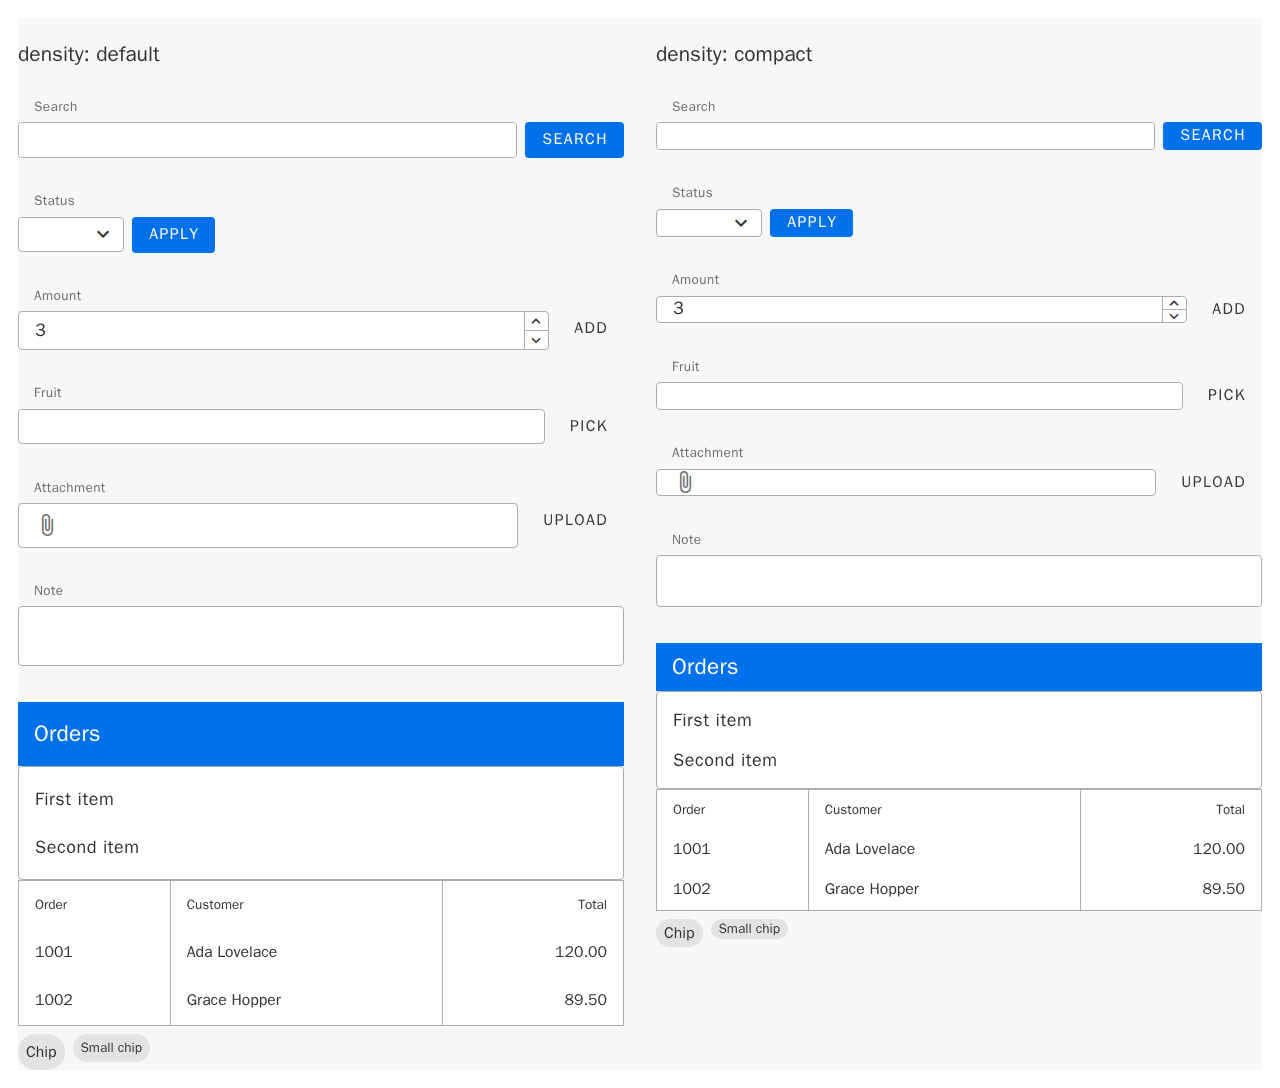 density: default
Search
SEARCH
Status
APPLY
Amount
3
ADD
Fruit
PICK
Attachment
UPLOAD
Note
Orders
First item
Second item
Order Customer Total
1001 Ada Lovelace 120.00
1002 Grace Hopper 89.50
Chip Small chip
density: compact
Search
SEARCH
Status
APPLY
Amount
3
ADD
Fruit
PICK
Attachment
UPLOAD
Note
Orders
First item
Second item
Order Customer Total
1001 Ada Lovelace 120.00
1002 Grace Hopper 89.50
Chip Small chip